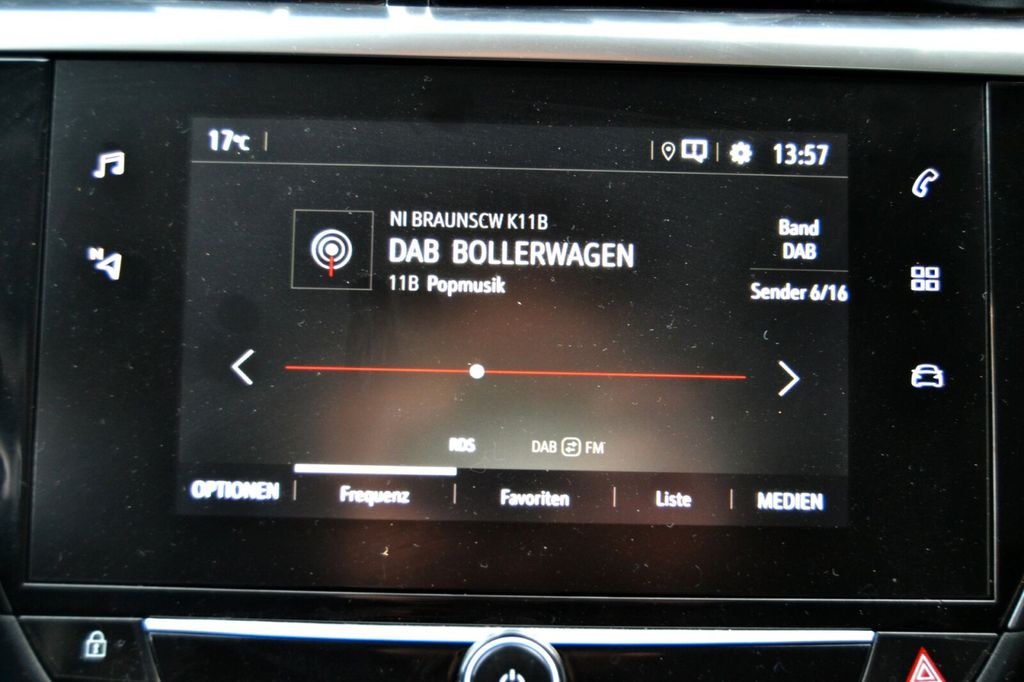 17°C
13:57
NI BRAUNSCW K11B
DAB BOLLERWAGEN
11B Popmusik
Band
DAB
Sender 6/16
N
RDS
DAB FM
OPTIONEN
Frequenz
Favoriten
Liste
MEDIEN